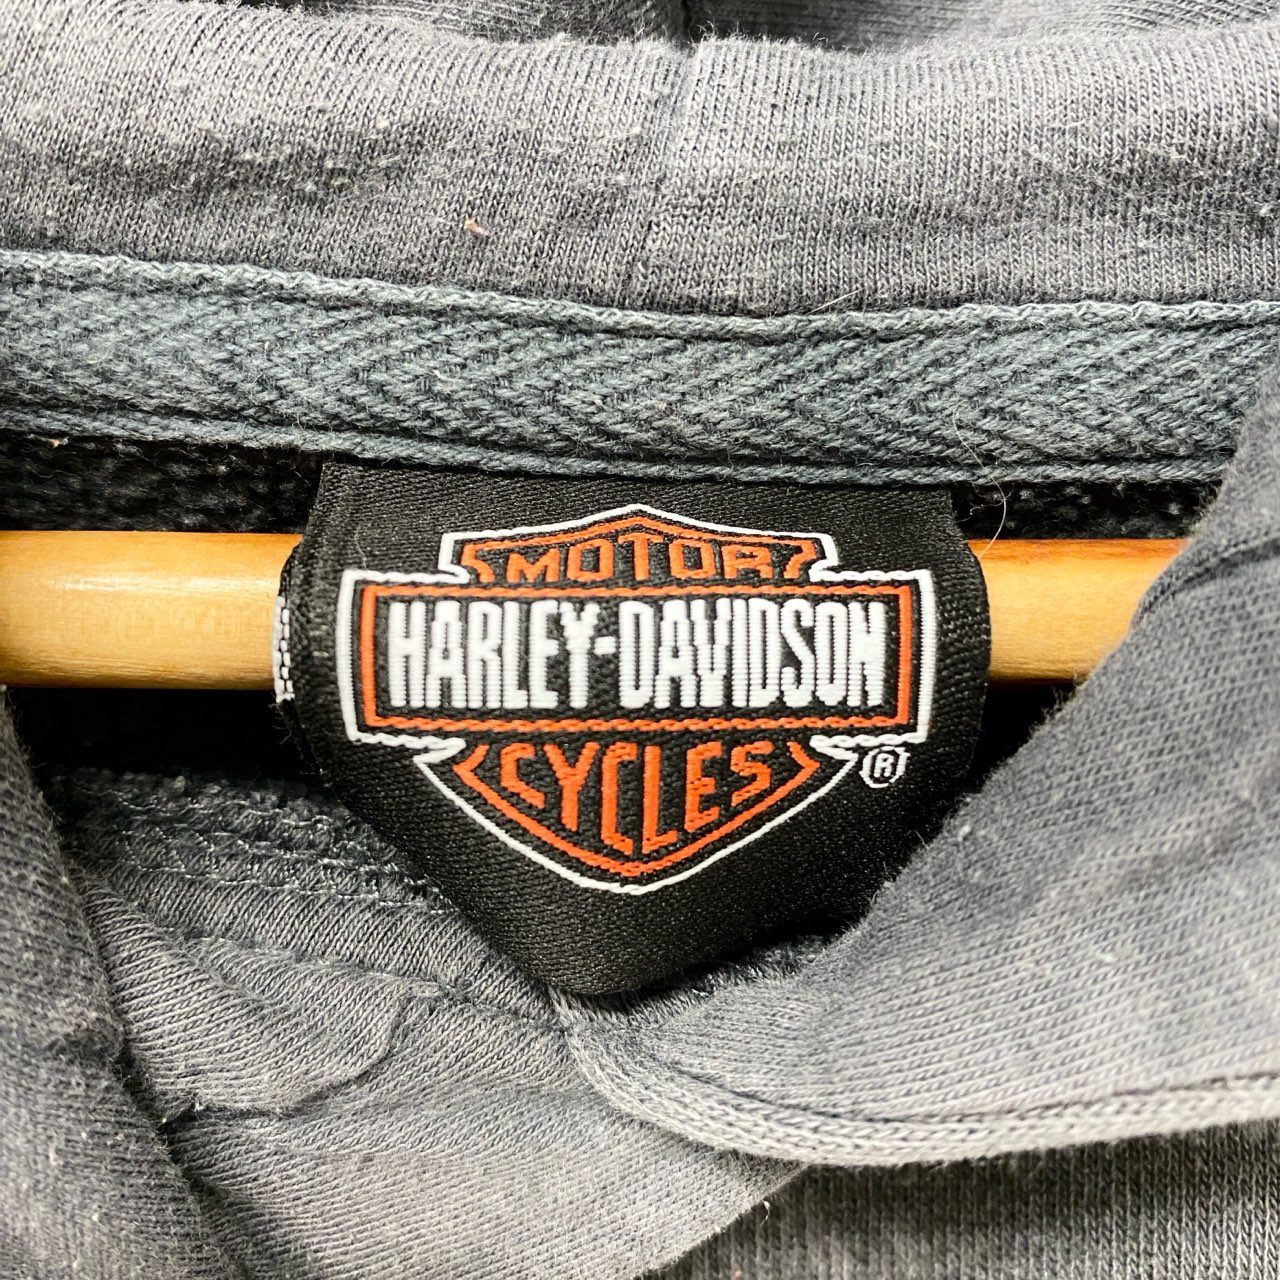 MOTOR
HARLEY-DAVIDSON
CYCLES
®